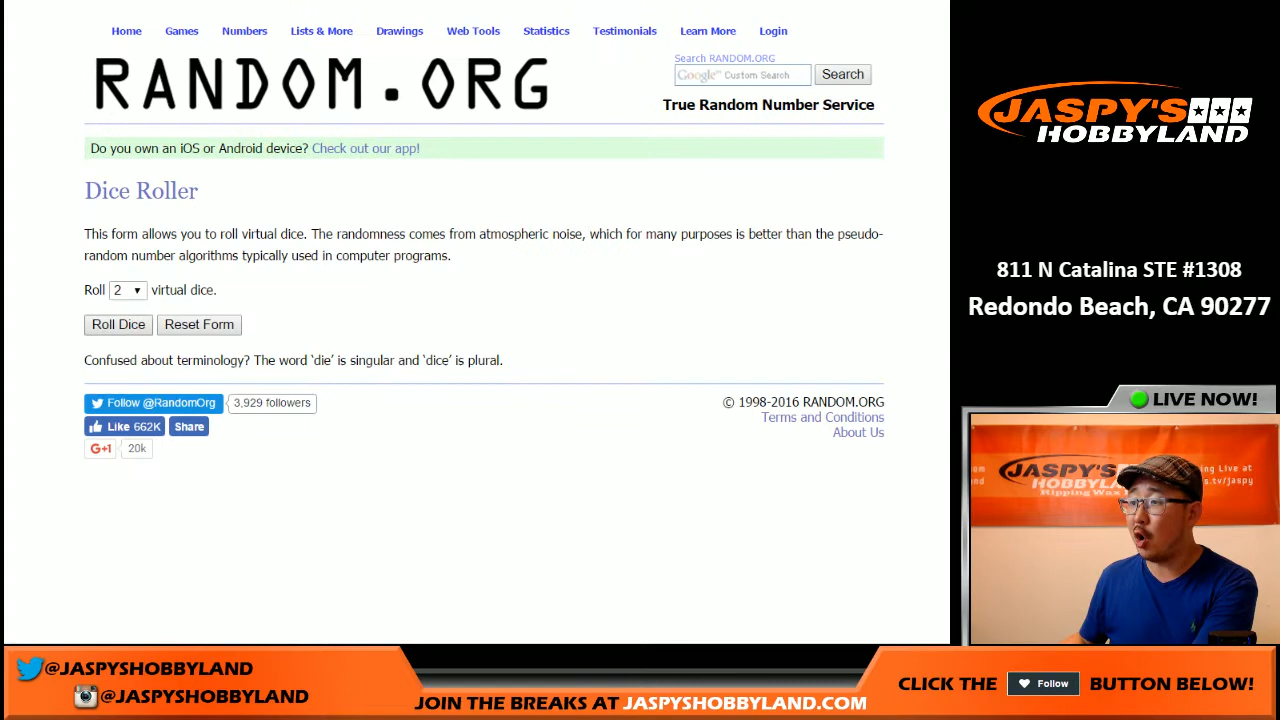 Home Games Numbers Lists & More Drawings Web Tools Statistics Testimonials Learn More Login
RANDOM.ORG
Search RANDOM.ORG
Google™ Custom Search Search
True Random Number Service
Do you own an iOS or Android device? Check out our app!
Dice Roller
This form allows you to roll virtual dice. The randomness comes from atmospheric noise, which for many purposes is better than the pseudo-
random number algorithms typically used in computer programs.
Roll 2 virtual dice.
Roll Dice Reset Form
Confused about terminology? The word ‘die’ is singular and ‘dice’ is plural.
Follow @RandomOrg 3,929 followers
Like 662K Share
G+1 20k
© 1998-2016 RANDOM.ORG
Terms and Conditions
About Us
JASPY'S
HOBBYLAND
811 N Catalina STE #1308
Redondo Beach, CA 90277
LIVE NOW!
JASPY'S
HOBBYLAN
Ripping Wax
ing Live at
s.tv/jaspy
@JASPYSHOBBYLAND
@JASPYSHOBBYLAND
JOIN THE BREAKS AT JASPYSHOBBYLAND.COM
CLICK THE Follow BUTTON BELOW!